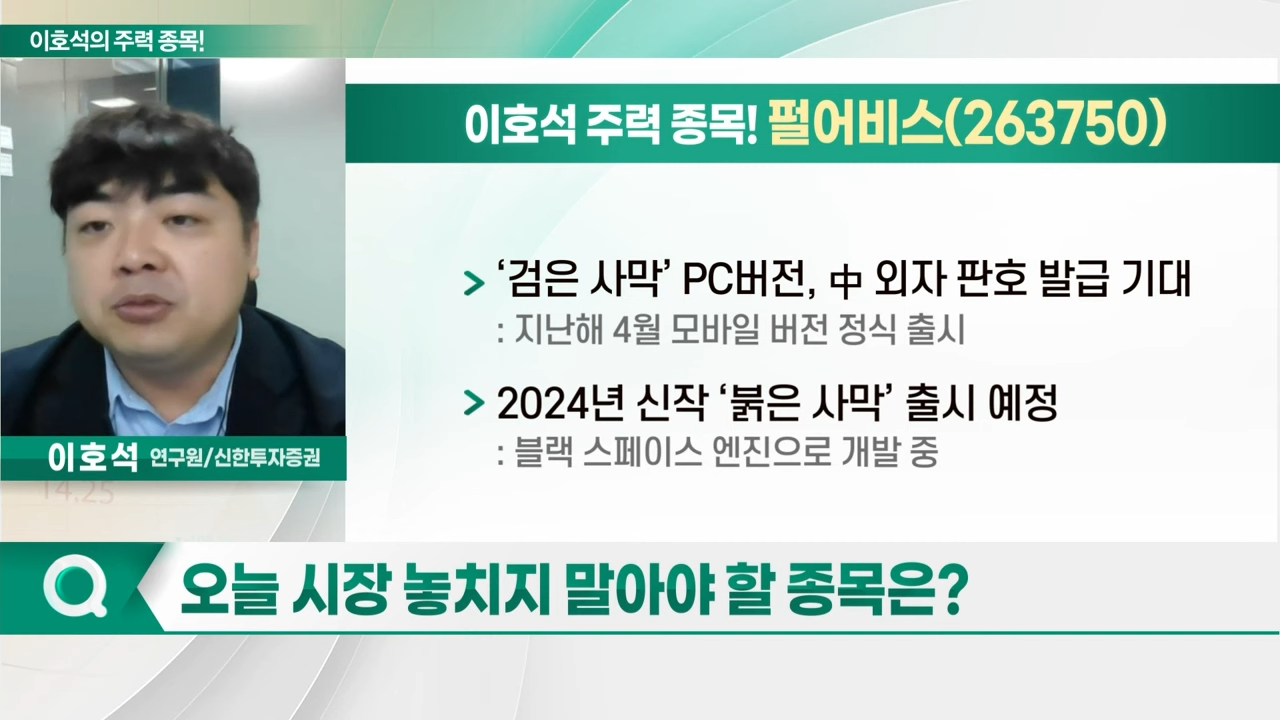 이호석의 주력 종목!
이호석 주력 종목! 펄어비스(263750)
‘검은 사막’ PC버전, 中 외자 판호 발급 기대
: 지난해 4월 모바일 버전 정식 출시
2024년 신작 ‘붉은 사막’ 출시 예정
: 블랙 스페이스 엔진으로 개발 중
이호석 연구원/신한투자증권
14.25
오늘 시장 놓치지 말아야 할 종목은?